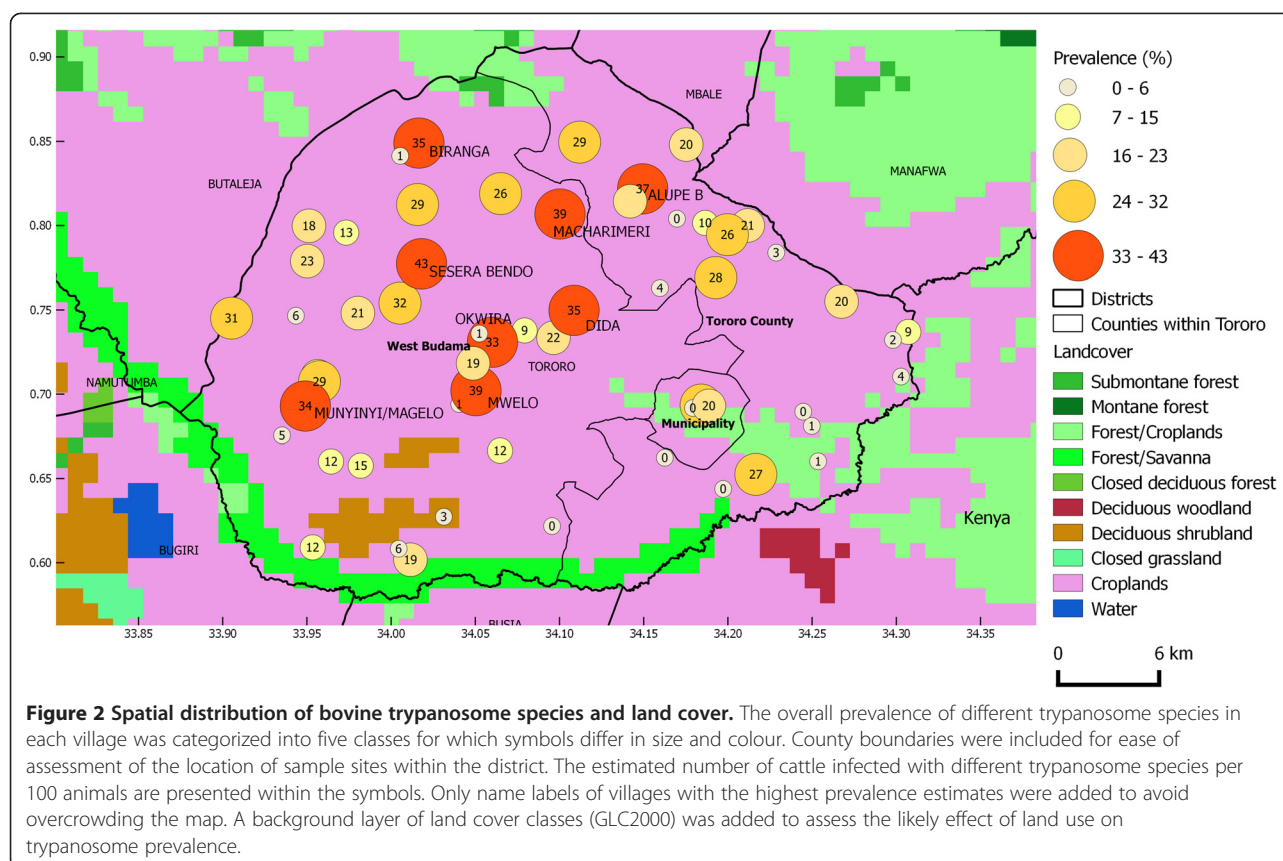 0.90
0.85
0.80
0.75
0.70
0.65
0.60
33.85 33.90 33.95 34.00 34.05 34.10 34.15 34.20 34.25 34.30 34.35
MBALE
MANAFWA
BUTALEJA
NAMUTUMBA
BUGIRI
BUSIA
Kenya
TORORO
West Budama
Tororo County
Municipality
35
BIRANGA
1
29
20
37
ALUPE B
26
29
39
MACHARIMERI
0
10
21
26
3
18
13
23
43
SESERA BENDO
28
4
20
31
6
21
32
OKWIRA
1
33
9
22
35
DIDA
9
2
4
19
29
34
MUNYINYI/MAGELO
39
MWELO
1
0
20
0
1
5
12
15
12
0
27
1
0
3
0
12
6
19
Prevalence (%)
0 - 6
7 - 15
16 - 23
24 - 32
33 - 43
Districts
Counties within Tororo
Landcover
Submontane forest
Montane forest
Forest/Croplands
Forest/Savanna
Closed deciduous forest
Deciduous woodland
Deciduous shrubland
Closed grassland
Croplands
Water
0 6 km
Figure 2 Spatial distribution of bovine trypanosome species and land cover. The overall prevalence of different trypanosome species in
each village was categorized into five classes for which symbols differ in size and colour. County boundaries were included for ease of
assessment of the location of sample sites within the district. The estimated number of cattle infected with different trypanosome species per
100 animals are presented within the symbols. Only name labels of villages with the highest prevalence estimates were added to avoid
overcrowding the map. A background layer of land cover classes (GLC2000) was added to assess the likely effect of land use on
trypanosome prevalence.